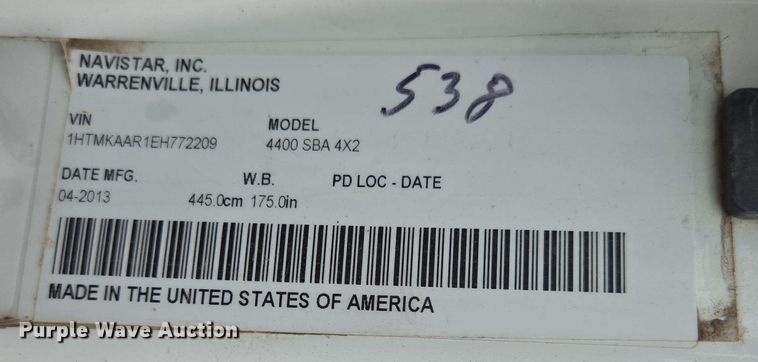 NAVISTAR, INC.
WARRENVILLE, ILLINOIS
538
VIN MODEL
1HTMKAAR1EH772209 4400 SBA 4X2
DATE MFG. W.B. PD LOC - DATE
04-2013 445.0cm 175.0in
MADE IN THE UNITED STATES OF AMERICA
Purple Wave Auction